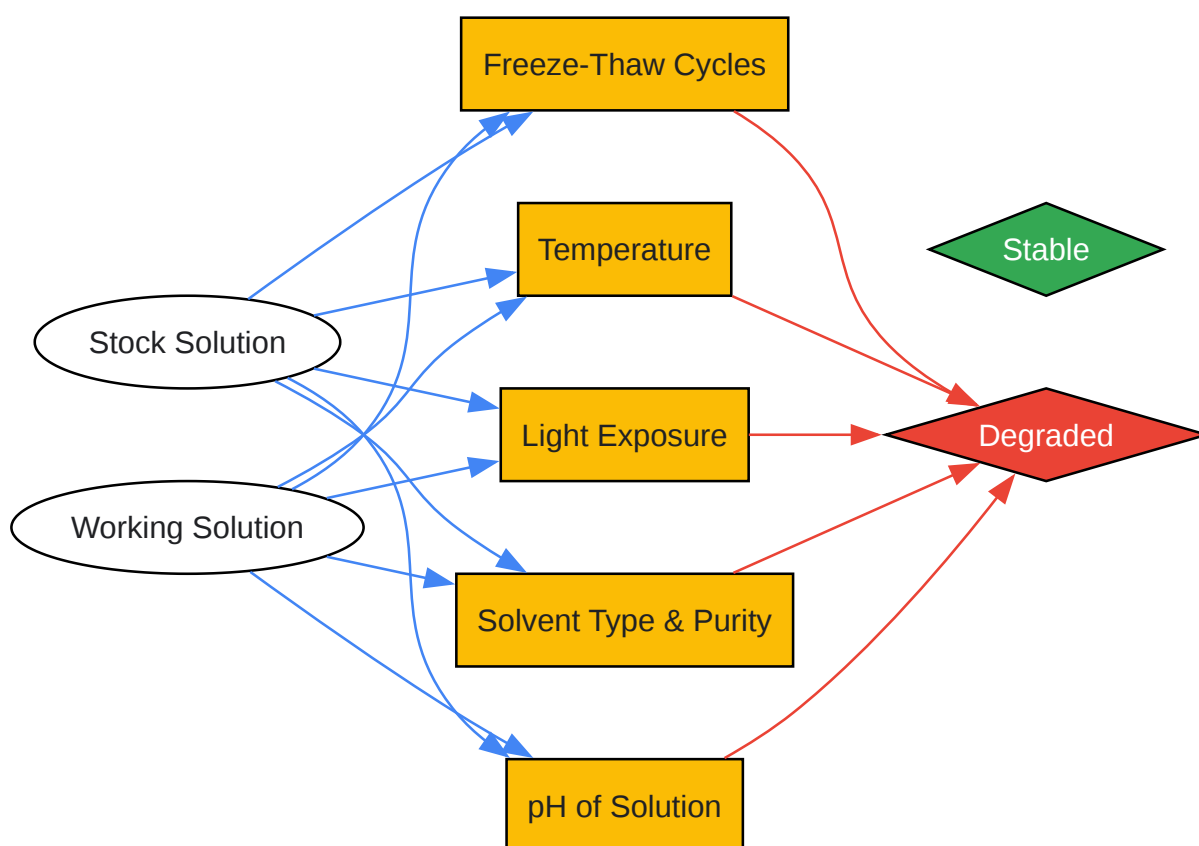 Freeze-Thaw Cycles
Temperature
Stable
Stock Solution
Light Exposure
Degraded
Working Solution
Solvent Type & Purity
pH of Solution